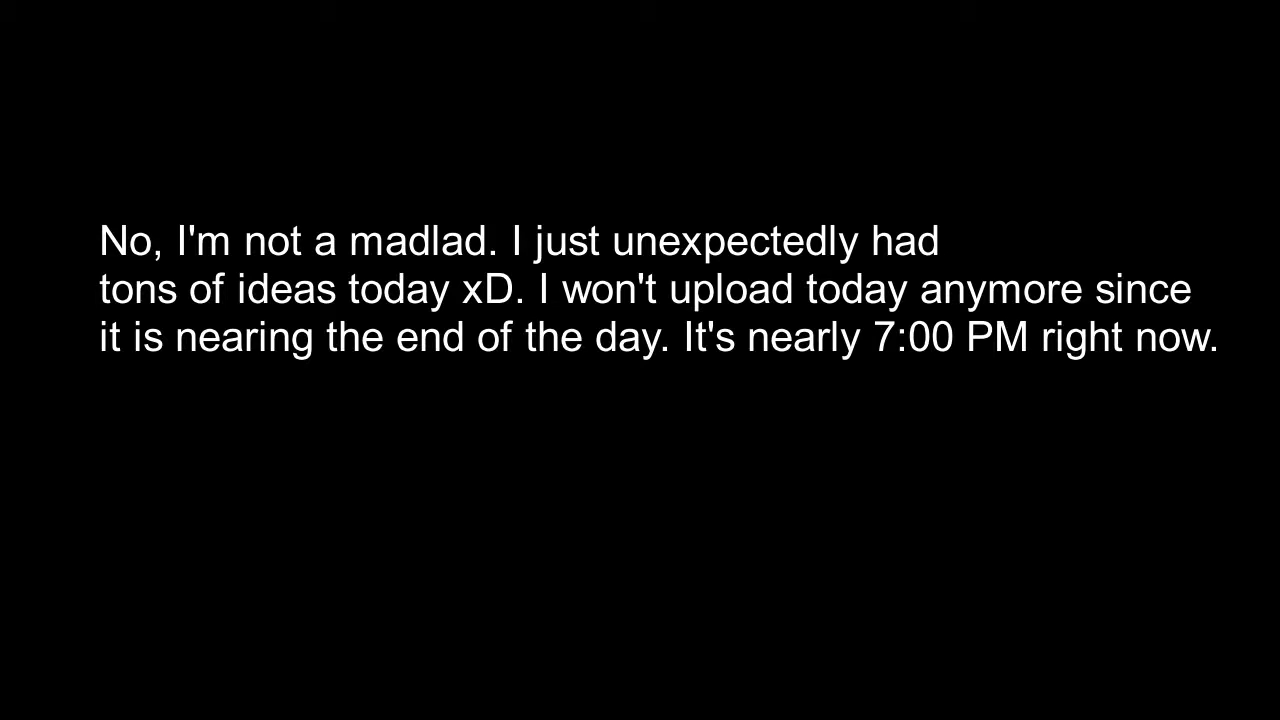 No, I'm not a madlad. I just unexpectedly had
tons of ideas today xD. I won't upload today anymore since
it is nearing the end of the day. It's nearly 7:00 PM right now.